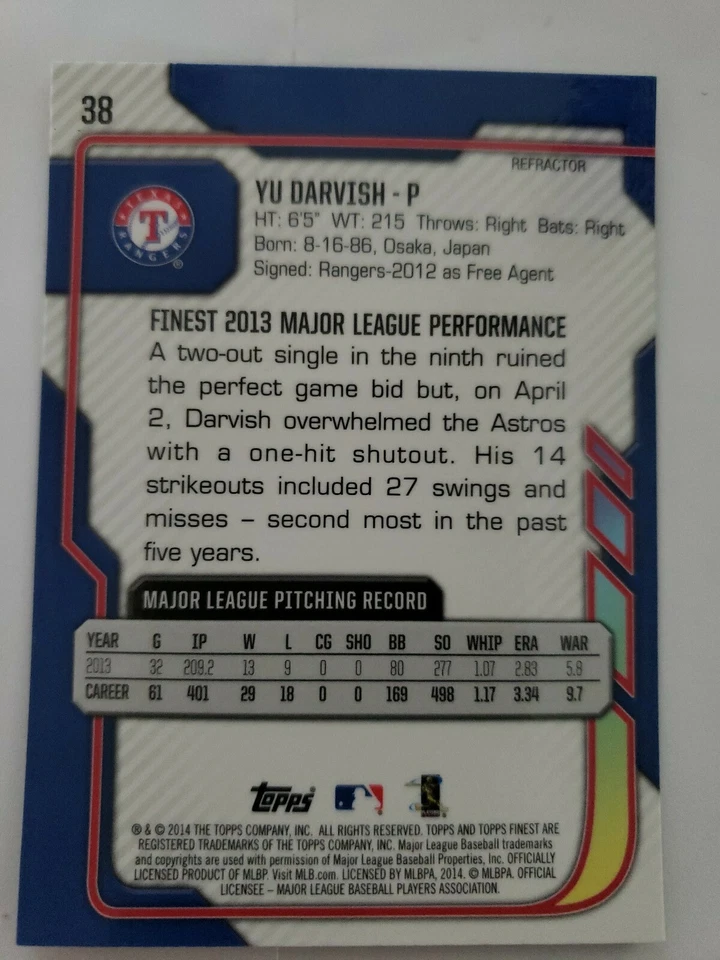 38
REFRACTOR
TEXAS
T
RANGERS
®
YU DARVISH - P
HT: 6'5" WT: 215 Throws: Right Bats: Right
Born: 8-16-86, Osaka, Japan
Signed: Rangers-2012 as Free Agent
FINEST 2013 MAJOR LEAGUE PERFORMANCE
A two-out single in the ninth ruined
the perfect game bid but, on April
2, Darvish overwhelmed the Astros
with a one-hit shutout. His 14
strikeouts included 27 swings and
misses – second most in the past
five years.
MAJOR LEAGUE PITCHING RECORD
YEAR G IP W L CG SHO BB SO WHIP ERA WAR
2013 32 209.2 13 9 0 0 80 277 1.07 2.83 5.8
CAREER 61 401 29 18 0 0 169 498 1.17 3.34 9.7
Topps
® & © 2014 THE TOPPS COMPANY, INC. ALL RIGHTS RESERVED. TOPPS AND TOPPS FINEST ARE
REGISTERED TRADEMARKS OF THE TOPPS COMPANY, INC. Major League Baseball trademarks
and copyrights are used with permission of Major League Baseball Properties, Inc. OFFICIALLY
LICENSED PRODUCT OF MLBP. Visit MLB.com. LICENSED BY MLBPA, 2014. © MLBPA. OFFICIAL
LICENSEE – MAJOR LEAGUE BASEBALL PLAYERS ASSOCIATION.